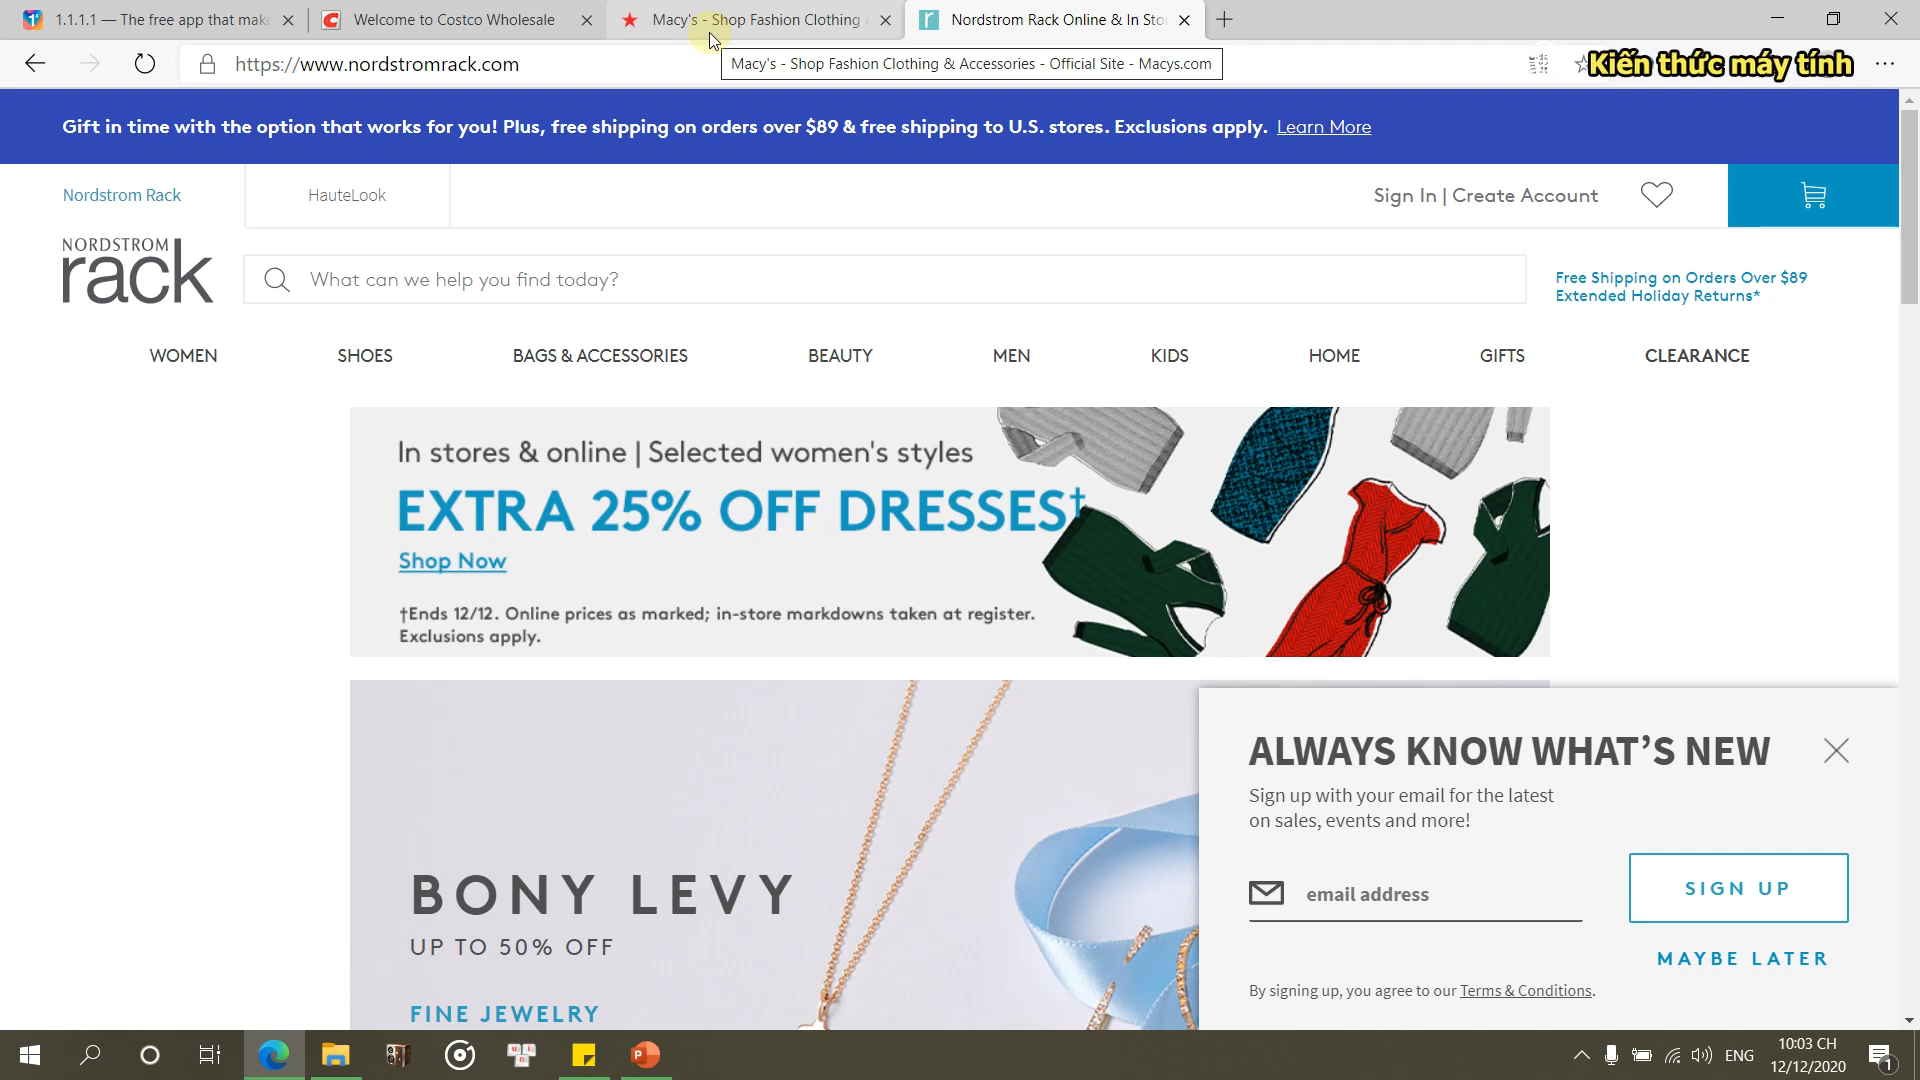 1.1.1.1 — The free app that make
Welcome to Costco Wholesale
Macy's - Shop Fashion Clothing
Nordstrom Rack Online & In Sto
https://www.nordstromrack.com
Macy's - Shop Fashion Clothing & Accessories - Official Site - Macys.com
Kiến thức máy tính
Gift in time with the option that works for you! Plus, free shipping on orders over $89 & free shipping to U.S. stores. Exclusions apply. Learn More
Nordstrom Rack
HauteLook
Sign In | Create Account
NORDSTROM
rack
What can we help you find today?
Free Shipping on Orders Over $89
Extended Holiday Returns*
WOMEN SHOES BAGS & ACCESSORIES BEAUTY MEN KIDS HOME GIFTS CLEARANCE
In stores & online | Selected women's styles
EXTRA 25% OFF DRESSES†
Shop Now
†Ends 12/12. Online prices as marked; in-store markdowns taken at register.
Exclusions apply.
BONY LEVY
UP TO 50% OFF
FINE JEWELRY
ALWAYS KNOW WHAT'S NEW
Sign up with your email for the latest
on sales, events and more!
email address
SIGN UP
MAYBE LATER
By signing up, you agree to our Terms & Conditions.
ENG
10:03 CH
12/12/2020
1